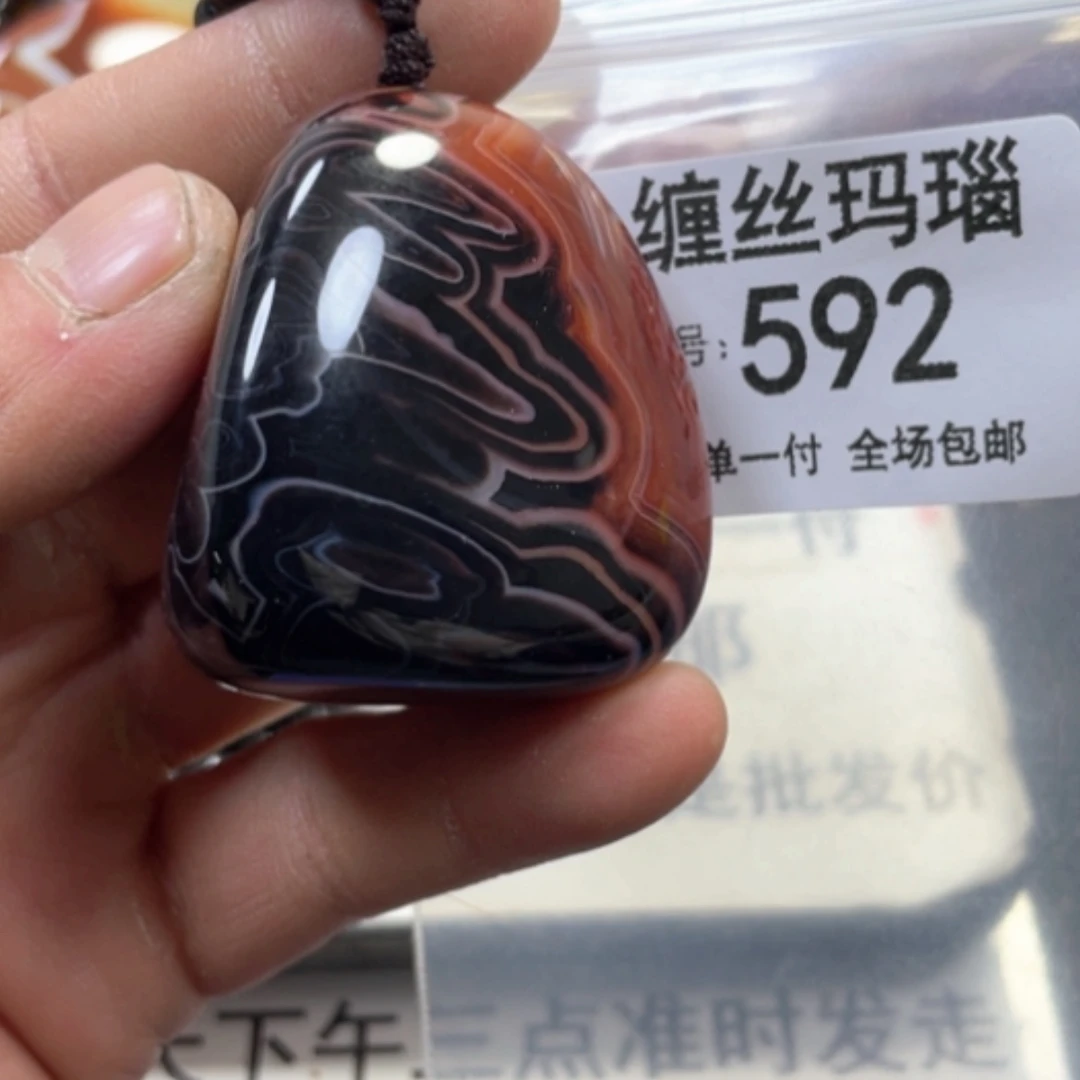 缠丝玛瑙
号：592
单一付 全场包邮
批发价
天下午
三点准时发走